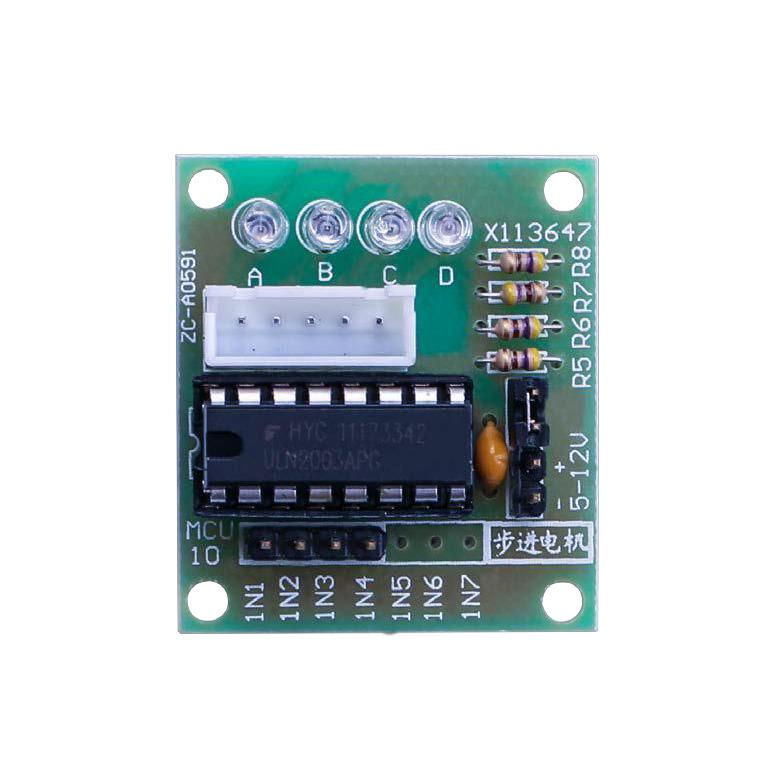 X113647
A
B
C
D
ZC-A0591
R8
R7
R6
R5
HYC 11173342
ULN2003APG
+
-
5-12V
MCU
10
步进电机
1N1
1N2
1N3
1N4
1N5
1N6
1N7